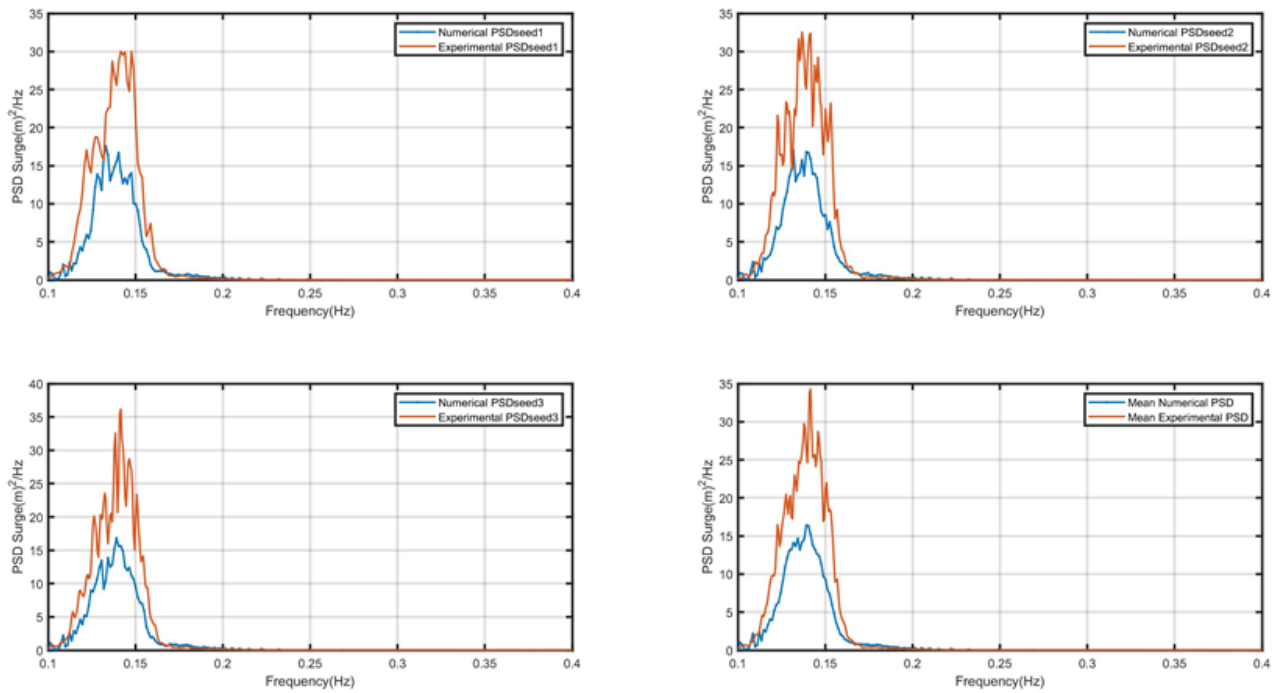 35
30
25
20
15
10
5
0
PSD Surge(m)²/Hz
Numerical PSDseed1
Experimental PSDseed1
0.1 0.15 0.2 0.25 0.3 0.35 0.4
Frequency(Hz)
35
30
25
20
15
10
5
0
PSD Surge(m)²/Hz
Numerical PSDseed2
Experimental PSDseed2
0.1 0.15 0.2 0.25 0.3 0.35 0.4
Frequency(Hz)
40
35
30
25
20
15
10
5
0
PSD Surge(m)²/Hz
Numerical PSDseed3
Experimental PSDseed3
0.1 0.15 0.2 0.25 0.3 0.35 0.4
Frequency(Hz)
35
30
25
20
15
10
5
0
PSD Surge(m)²/Hz
Mean Numerical PSD
Mean Experimental PSD
0.1 0.15 0.2 0.25 0.3 0.35 0.4
Frequency(Hz)